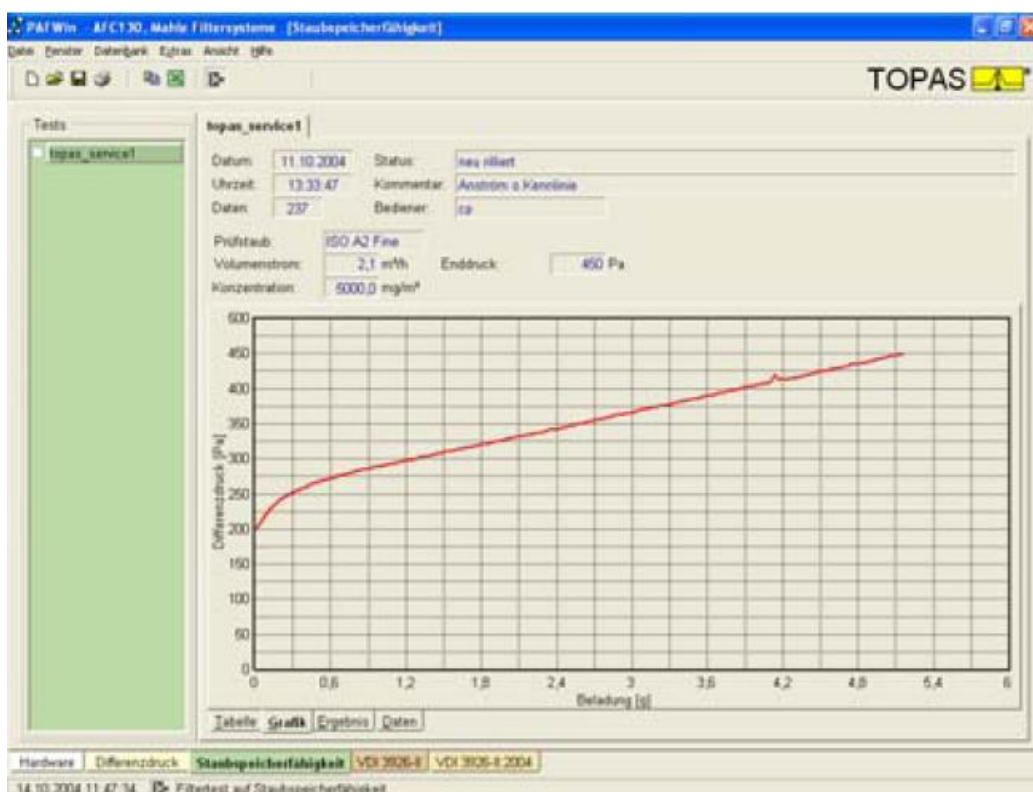 PAFWin - AFC130, Mahle Filtersysteme [Staubspeicherfähigkeit]
Datei Fenster Datenbank Extras Ansicht Hilfe
TOPAS
Tests
topas_service1
topas_service1
Datum: 11.10.2004 Status: neu rilliert
Uhrzeit: 13:33:47 Kommentar: Anström o Kennlinie
Daten: 237 Bediener: ca
Prüfstaub: ISO A2 Fine
Volumenstrom: 2,1 m³/h Enddruck: 450 Pa
Konzentration: 5000,0 mg/m³
500
450
400
350
300
250
200
150
100
50
0
Differenzdruck [Pa]
0 0,6 1,2 1,8 2,4 3 3,6 4,2 4,8 5,4 6
Beladung [g]
Tabelle Grafik Ergebnis Daten
Hardware Differenzdruck Staubspeicherfähigkeit VDI 3926-II VDI 3926-II:2004
14.10.2004 11:47:34 Filtertest auf Staubspeicherfähigkeit